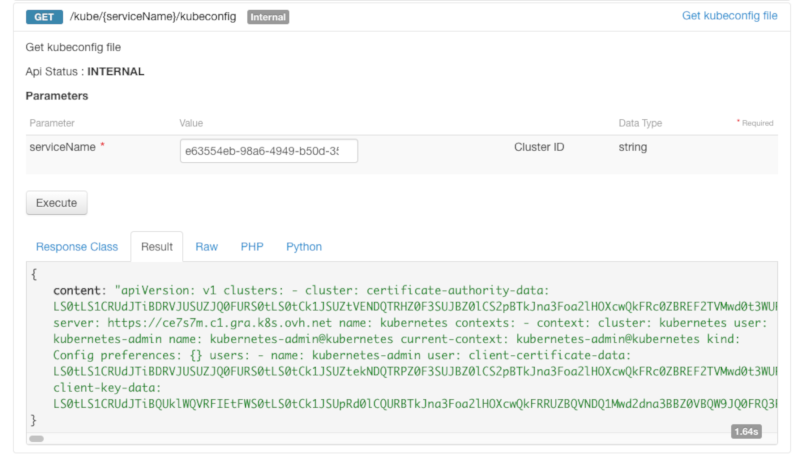 GET /kube/{serviceName}/kubeconfig Internal Get kubeconfig file
Get kubeconfig file
Api Status : INTERNAL
Parameters
Parameter Value Data Type * Required
serviceName * e63554eb-98a6-4949-b50d-35 Cluster ID string
Execute
Response Class Result Raw PHP Python
{
content: "apiVersion: v1 clusters: - cluster: certificate-authority-data:
LS0tLS1CRUdJTiBDRVJUSUZJQ0FURS0tLS0tCk1JSUZtVENDQTRHZ0F3SUJBZ0lCS2pBTkJna3Foa2lHOXcwQkFRc0ZBREF2TVMwd0t3WUR
server: https://ce7s7m.c1.gra.k8s.ovh.net name: kubernetes contexts: - context: cluster: kubernetes user:
kubernetes-admin name: kubernetes-admin@kubernetes current-context: kubernetes-admin@kubernetes kind:
Config preferences: {} users: - name: kubernetes-admin user: client-certificate-data:
LS0tLS1CRUdJTiBDRVJUSUZJQ0FURS0tLS0tCk1JSUZtekNDQTRPZ0F3SUJBZ0lCS2pBTkJna3Foa2lHOXcwQkFRc0ZBREF2TVMwd0t3WUR
client-key-data:
LS0tLS1CRUdJTiBQUklWQVRFIEtFWS0tLS0tCk1JSUpRd0lCQURBTkJna3Foa2lHOXcwQkFRRUZBQVNDQ1Mwd2dna3BBZ0VBQW9JQ0FRQ3R
}
1.64s